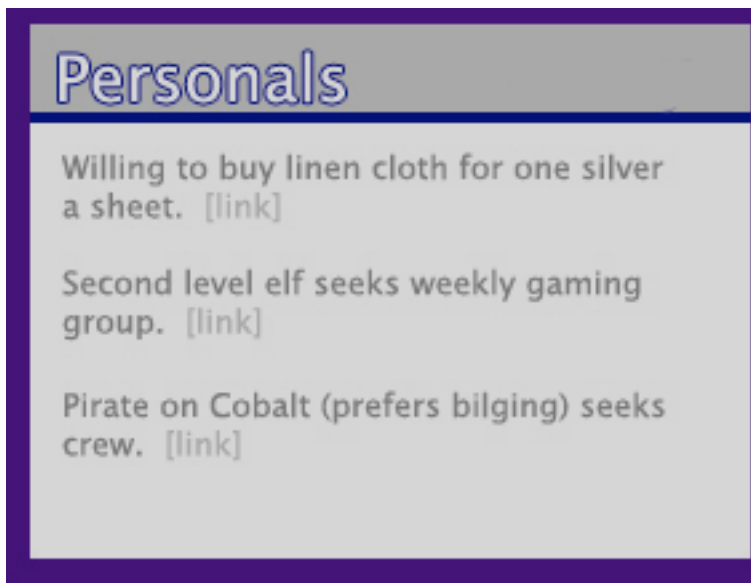 Personals
Willing to buy linen cloth for one silver
a sheet. [link]
Second level elf seeks weekly gaming
group. [link]
Pirate on Cobalt (prefers bilging) seeks
crew. [link]